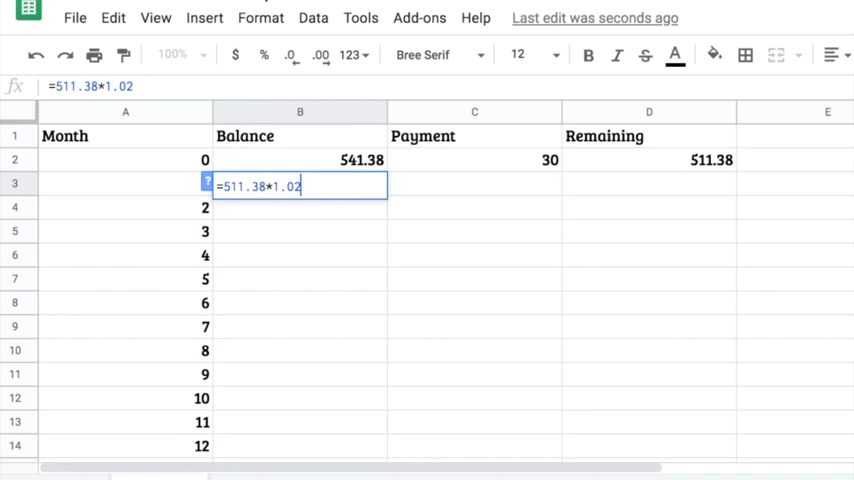 File Edit View Insert Format Data Tools Add-ons Help Last edit was seconds ago
100% $ % .0 .00 123 Bree Serif 12 B I S A
fx =511.38*1.02
A B C D E
1 Month Balance Payment Remaining
2 0 541.38 30 511.38
3 ? =511.38*1.02
4 2
5 3
6 4
7 5
8 6
9 7
10 8
11 9
12 10
13 11
14 12